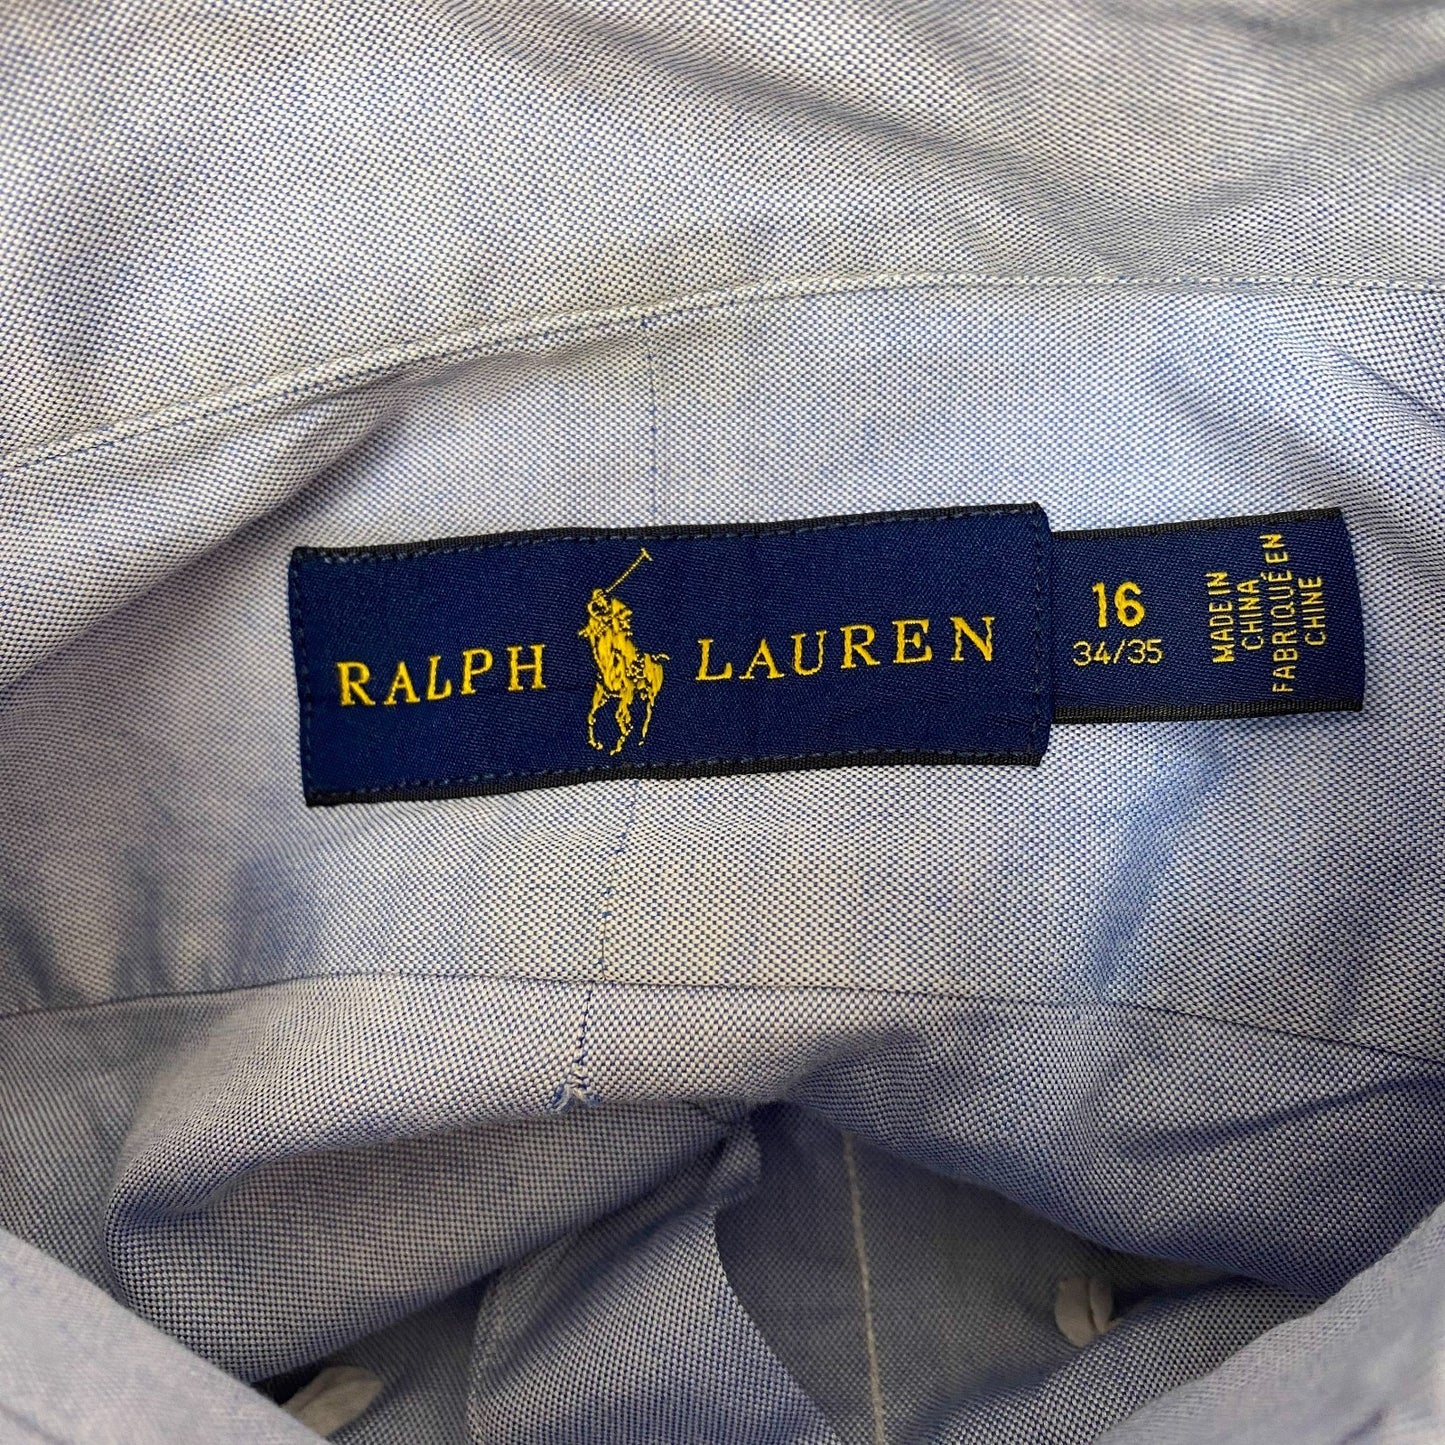 RALPH LAUREN
16
34/35
MADE IN
CHINA
FABRIQUÉ EN
CHINE